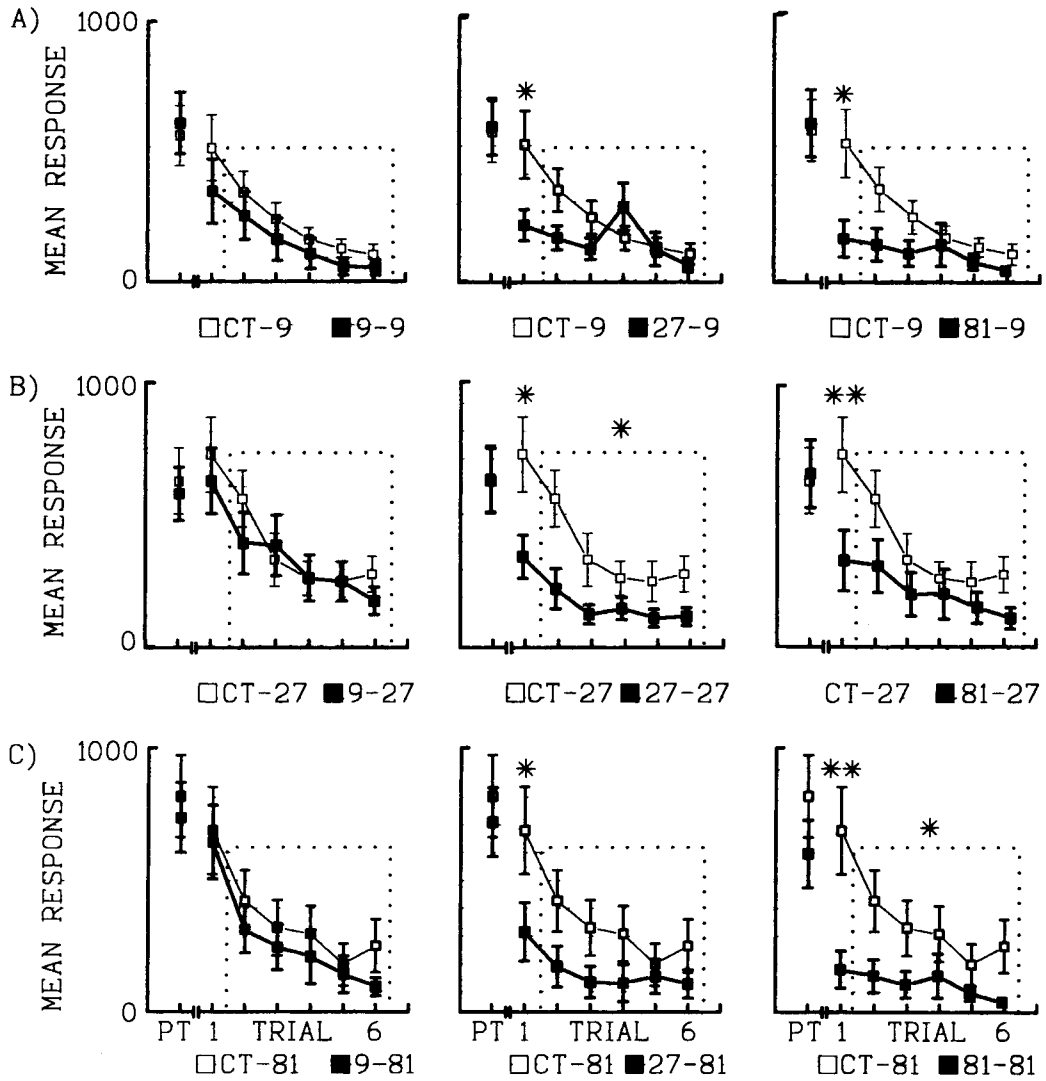 A)
1000
MEAN RESPONSE
0
* *
□CT-9 ■9-9 □CT-9 ■27-9 □CT-9 ■81-9
B)
1000
MEAN RESPONSE
0
* * **
□CT-27 ■9-27 □CT-27 ■27-27 CT-27 ■81-27
C)
1000
MEAN RESPONSE
0
* ** *
PT 1 TRIAL 6 PT 1 TRIAL 6 PT 1 TRIAL 6
□CT-81 ■9-81 □CT-81 ■27-81 □CT-81 ■81-81